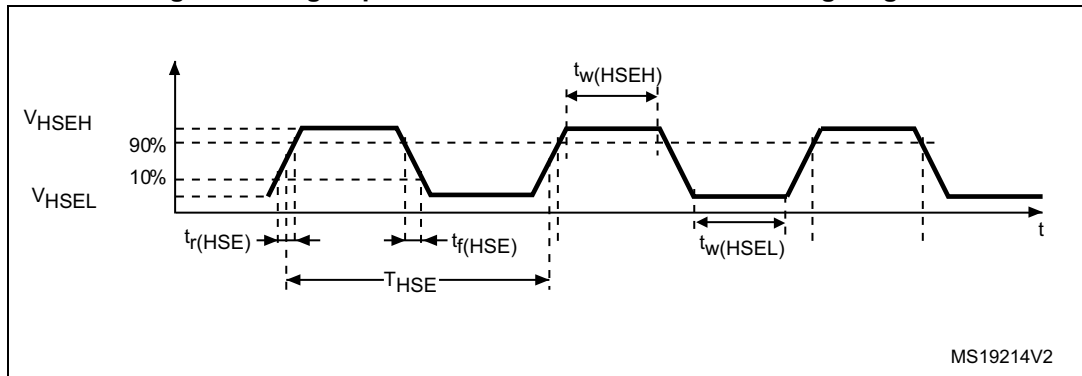 tw(HSEH)
VHSEH
90%
10%
VHSEL
tr(HSE)
tf(HSE)
tw(HSEL)
t
THSE
MS19214V2